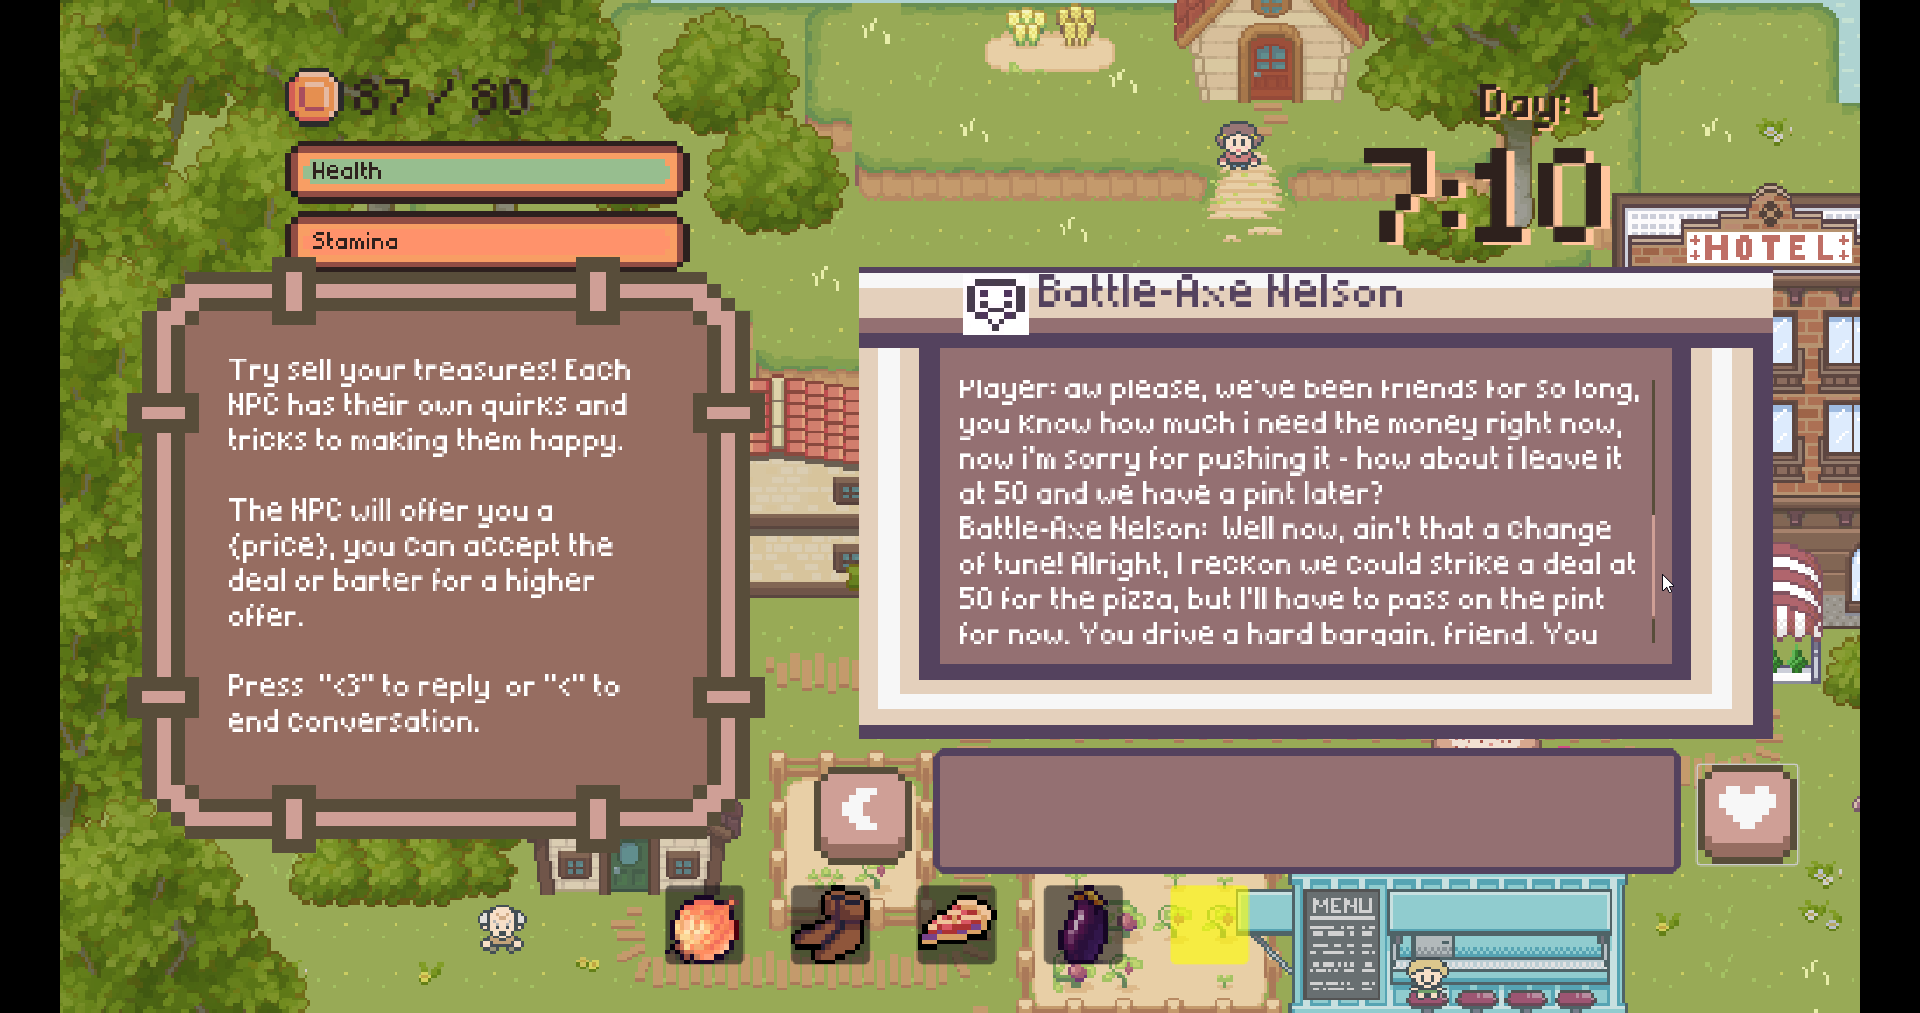 87 / 80
Day: 1
7:10
Health
Stamina
HOTEL
Battle-Axe Nelson
Try sell your treasures! Each
NPC has their own quirks and
tricks to making them happy.
The NPC will offer you a
{price}, you can accept the
deal or barter for a higher
offer.
Press "<3" to reply or "<" to
end conversation.
Player: aw please, we've been friends for so long,
you know how much i need the money right now,
now i'm sorry for pushing it - how about i leave it
at 50 and we have a pint later?
Battle-Axe Nelson: Well now, ain't that a change
of tune! Alright, I reckon we could strike a deal at
50 for the pizza, but I'll have to pass on the pint
for now. You drive a hard bargain, friend. You
MENU